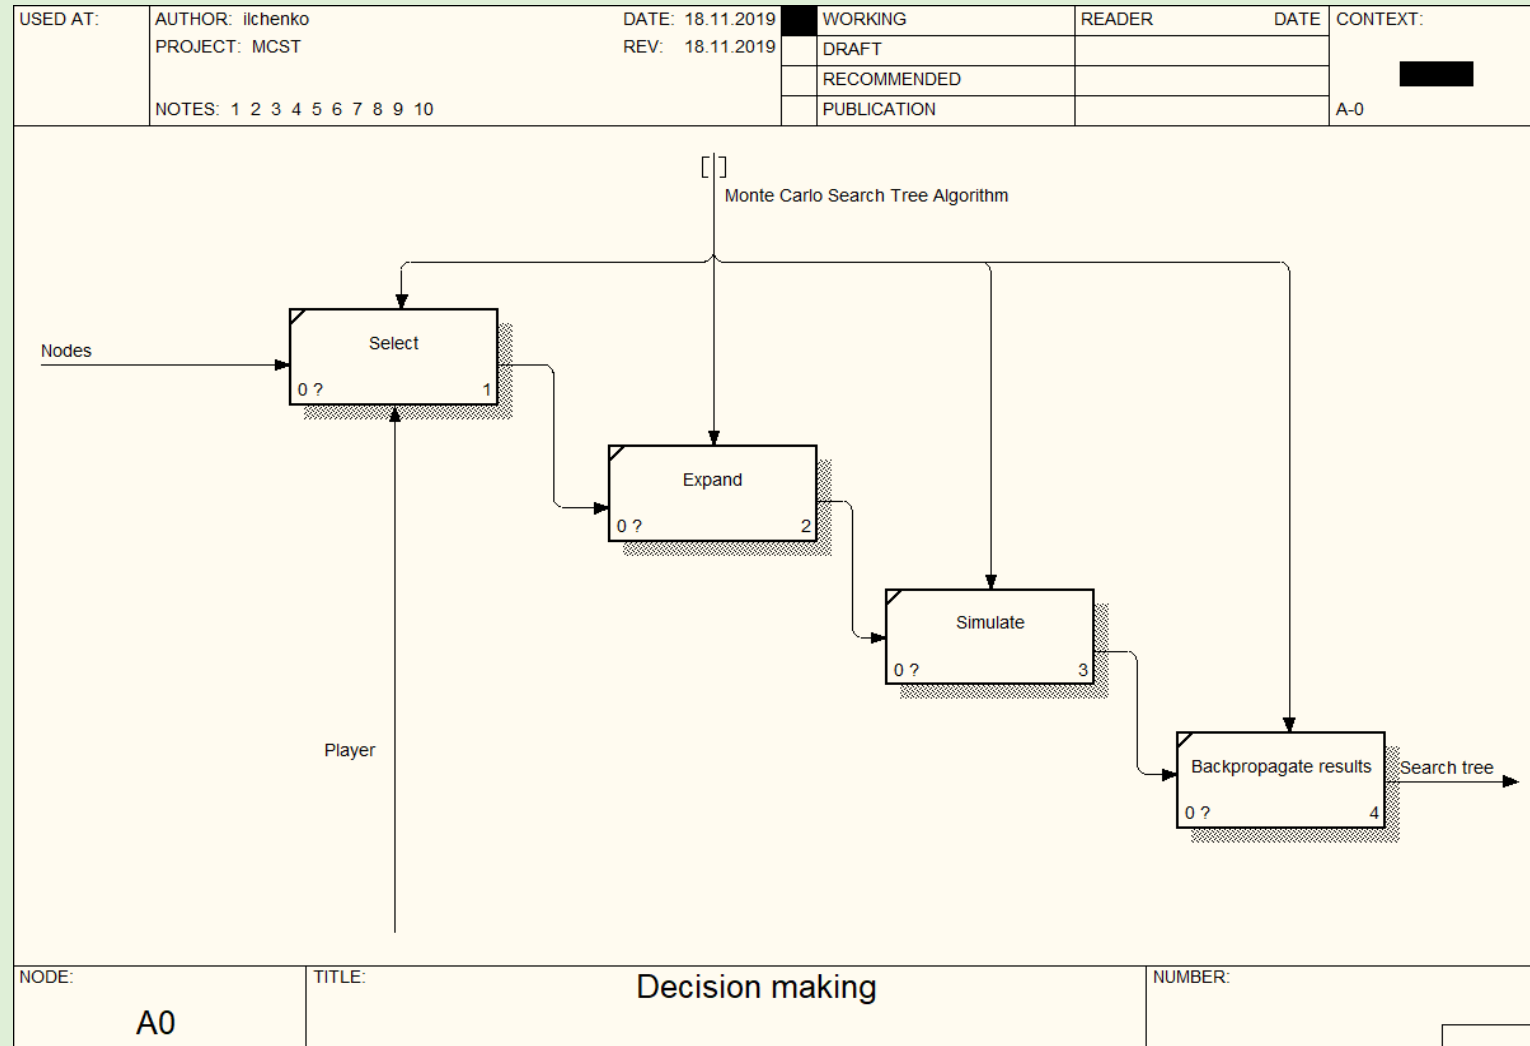 USED AT:
AUTHOR: ilchenko
DATE: 18.11.2019
WORKING
READER
DATE
CONTEXT:
PROJECT: MCST
REV: 18.11.2019
DRAFT
RECOMMENDED
NOTES: 1 2 3 4 5 6 7 8 9 10
PUBLICATION
A-0
Monte Carlo Search Tree Algorithm
Nodes
Select
0 ?
1
Expand
0 ?
2
Simulate
0 ?
3
Player
Backpropagate results
0 ?
4
Search tree
NODE:
A0
TITLE:
Decision making
NUMBER: